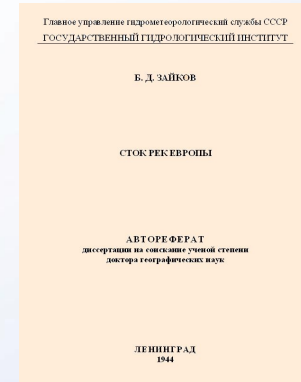 Главное управление гидрометеорологический службы СССР
ГОСУДАРСТВЕННЫЙ ГИДРОЛОГИЧЕСКИЙ ИНСТИТУТ
Б. Д. ЗАЙКОВ
СТОК РЕК ЕВРОПЫ
АВТОРЕФЕРАТ
диссертации на соискание ученой степени
доктора географических наук
ЛЕНИНГРАД
1944